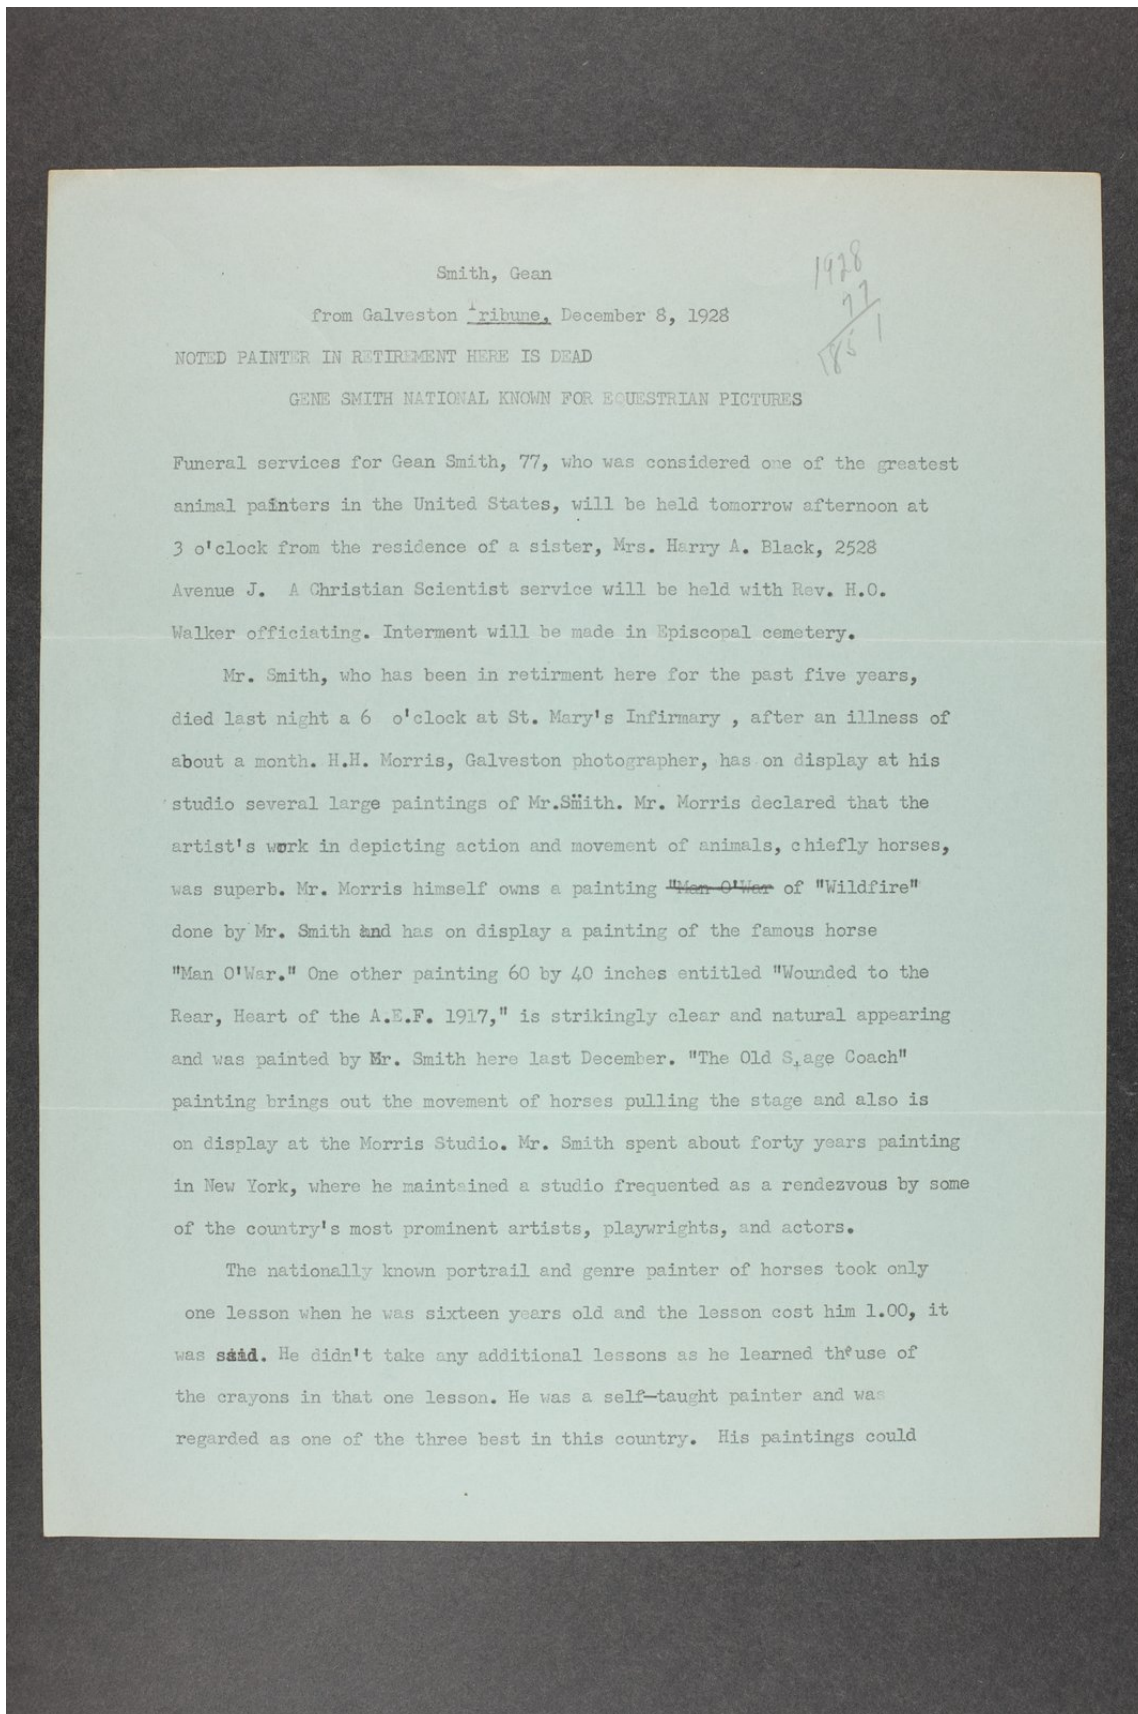 Smith, Gean
1928
from Galveston Tribune, December 8, 1928
77
1851
NOTED PAINTER IN RETIREMENT HERE IS DEAD
GENE SMITH NATIONAL KNOWN FOR EQUESTRIAN PICTURES
Funeral services for Gean Smith, 77, who was considered one of the greatest
animal painters in the United States, will be held tomorrow afternoon at
3 o'clock from the residence of a sister, Mrs. Harry A. Black, 2528
Avenue J.  A Christian Scientist service will be held with Rev. H.O.
Walker officiating. Interment will be made in Episcopal cemetery.
Mr. Smith, who has been in retirment here for the past five years,
died last night a 6  o'clock at St. Mary's Infirmary , after an illness of
about a month. H.H. Morris, Galveston photographer, has on display at his
studio several large paintings of Mr.Smith. Mr. Morris declared that the
artist's work in depicting action and movement of animals, chiefly horses,
was superb. Mr. Morris himself owns a painting "Man O'War of "Wildfire"
done by Mr. Smith and has on display a painting of the famous horse
"Man O'War." One other painting 60 by 40 inches entitled "Wounded to the
Rear, Heart of the A.E.F. 1917," is strikingly clear and natural appearing
and was painted by Mr. Smith here last December. "The Old Stage Coach"
painting brings out the movement of horses pulling the stage and also is
on display at the Morris Studio. Mr. Smith spent about forty years painting
in New York, where he maintained a studio frequented as a rendezvous by some
of the country's most prominent artists, playwrights, and actors.
The nationally known portrail and genre painter of horses took only
one lesson when he was sixteen years old and the lesson cost him 1.00, it
was said. He didn't take any additional lessons as he learned the use of
the crayons in that one lesson. He was a self-taught painter and was
regarded as one of the three best in this country.  His paintings could